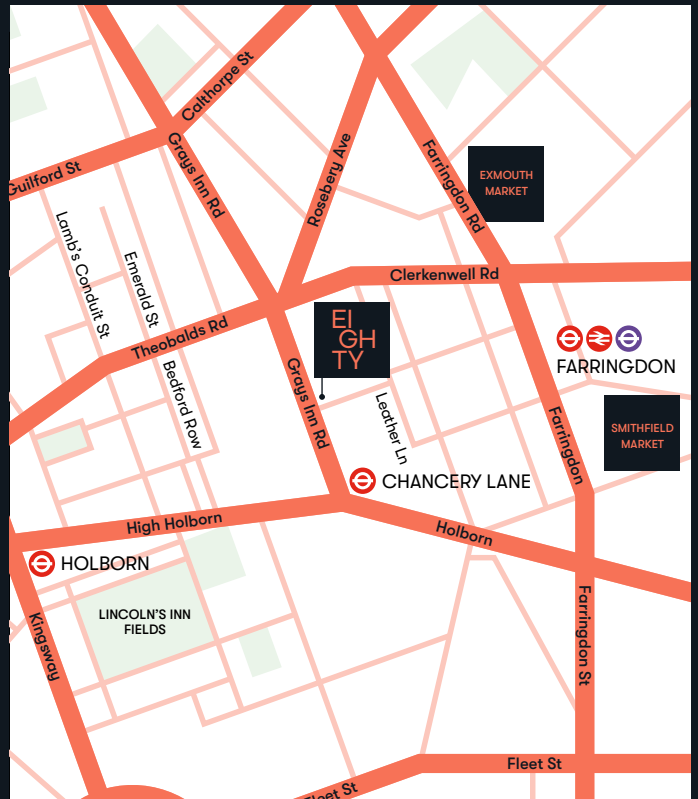 Calthorpe St
Guilford St
Grays Inn Rd
Rosebery Ave
Farringdon Rd
EXMOUTH
MARKET
Lamb's Conduit St
Emerald St
Clerkenwell Rd
Theobalds Rd
EI
GH
TY
FARRINGDON
Bedford Row
Grays Inn Rd
Leather Ln
Farringdon
SMITHFIELD
MARKET
CHANCERY LANE
High Holborn
Holborn
HOLBORN
LINCOLN'S INN
FIELDS
Kingsway
Farringdon St
Fleet St
Fleet St